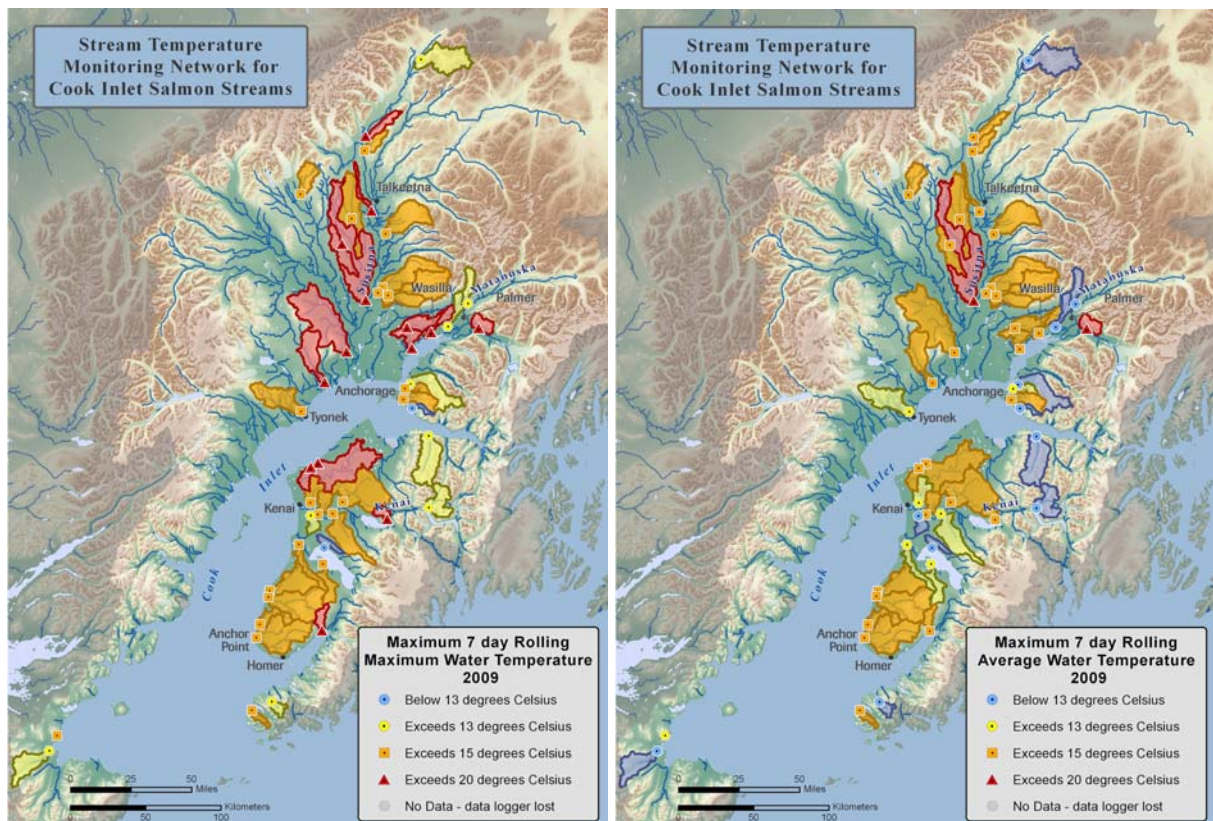 Stream Temperature
Monitoring Network for
Cook Inlet Salmon Streams
Talkeetna
Susitna
Matanuska
Wasilla
Palmer
Anchorage
Tyonek
Inlet
Kenai
Kenai
Cook
Anchor
Point
Homer
Maximum 7 day Rolling
Maximum Water Temperature
2009
Below 13 degrees Celsius
Exceeds 13 degrees Celsius
Exceeds 15 degrees Celsius
Exceeds 20 degrees Celsius
No Data - data logger lost
0 25 50
Miles
0 50 100
Kilometers
Stream Temperature
Monitoring Network for
Cook Inlet Salmon Streams
Talkeetna
Susitna
Matanuska
Wasilla
Palmer
Anchorage
Tyonek
Inlet
Kenai
Kenai
Cook
Anchor
Point
Homer
Maximum 7 day Rolling
Average Water Temperature
2009
Below 13 degrees Celsius
Exceeds 13 degrees Celsius
Exceeds 15 degrees Celsius
Exceeds 20 degrees Celsius
No Data - data logger lost
0 25 50
Miles
0 50 100
Kilometers